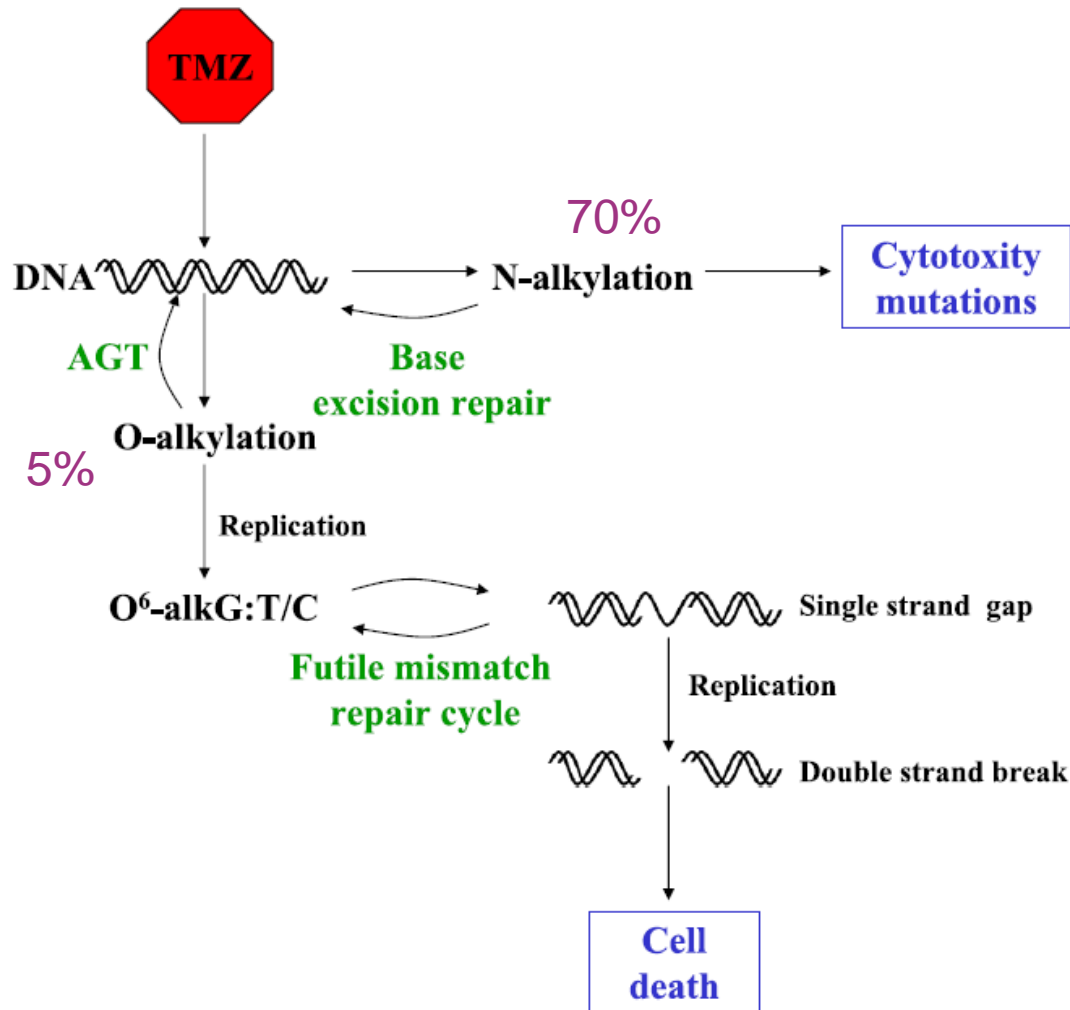 TMZ
70%
DNA
N-alkylation
Cytotoxity
mutations
AGT
Base
excision repair
O-alkylation
5%
Replication
O⁶-alkG:T/C
Single strand gap
Futile mismatch
repair cycle
Replication
Double strand break
Cell
death